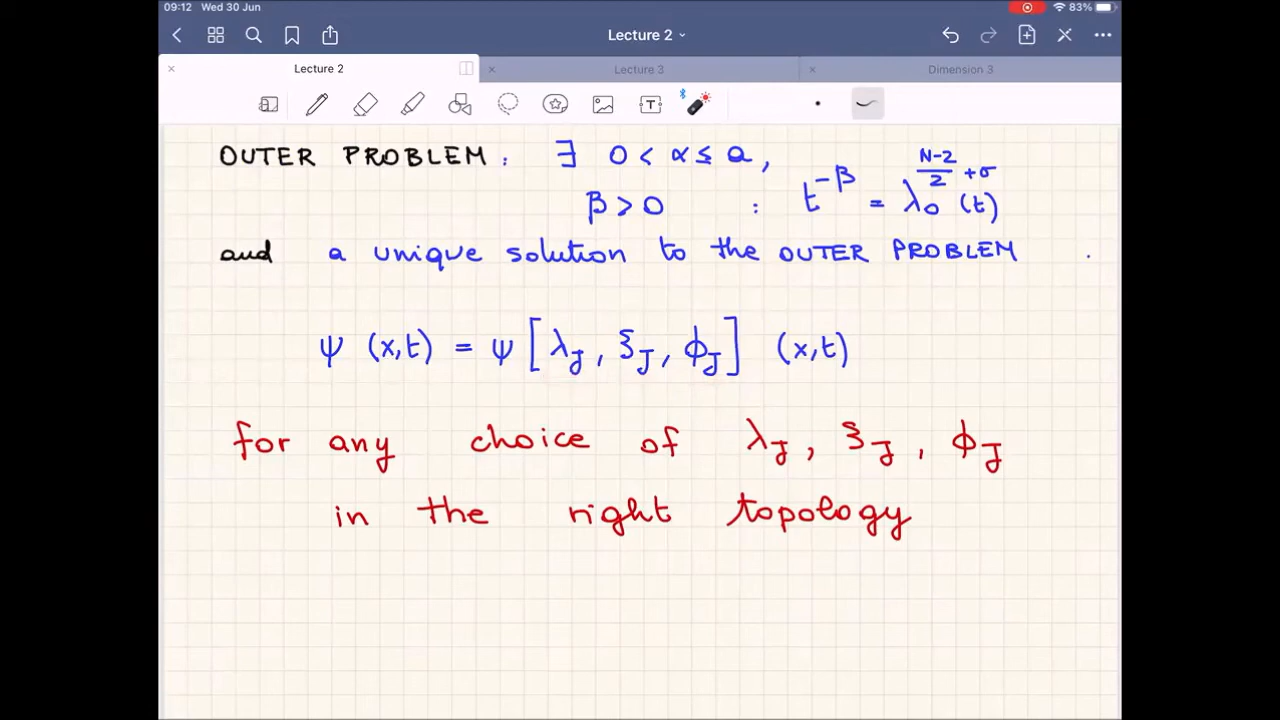 09:12 Wed 30 Jun 83%
Lecture 2
Lecture 2 Lecture 3 Dimension 3
OUTER PROBLEM: ∃ 0 < α ≤ a,
β > 0 : t^{-β} = λ_0^{\frac{N-2}{2}+σ} (t)
and a unique solution to the OUTER PROBLEM .
ψ (x,t) = ψ [λ_J, ξ_J, ϕ_J] (x,t)
for any choice of λ_J, ξ_J, ϕ_J
in the right topology